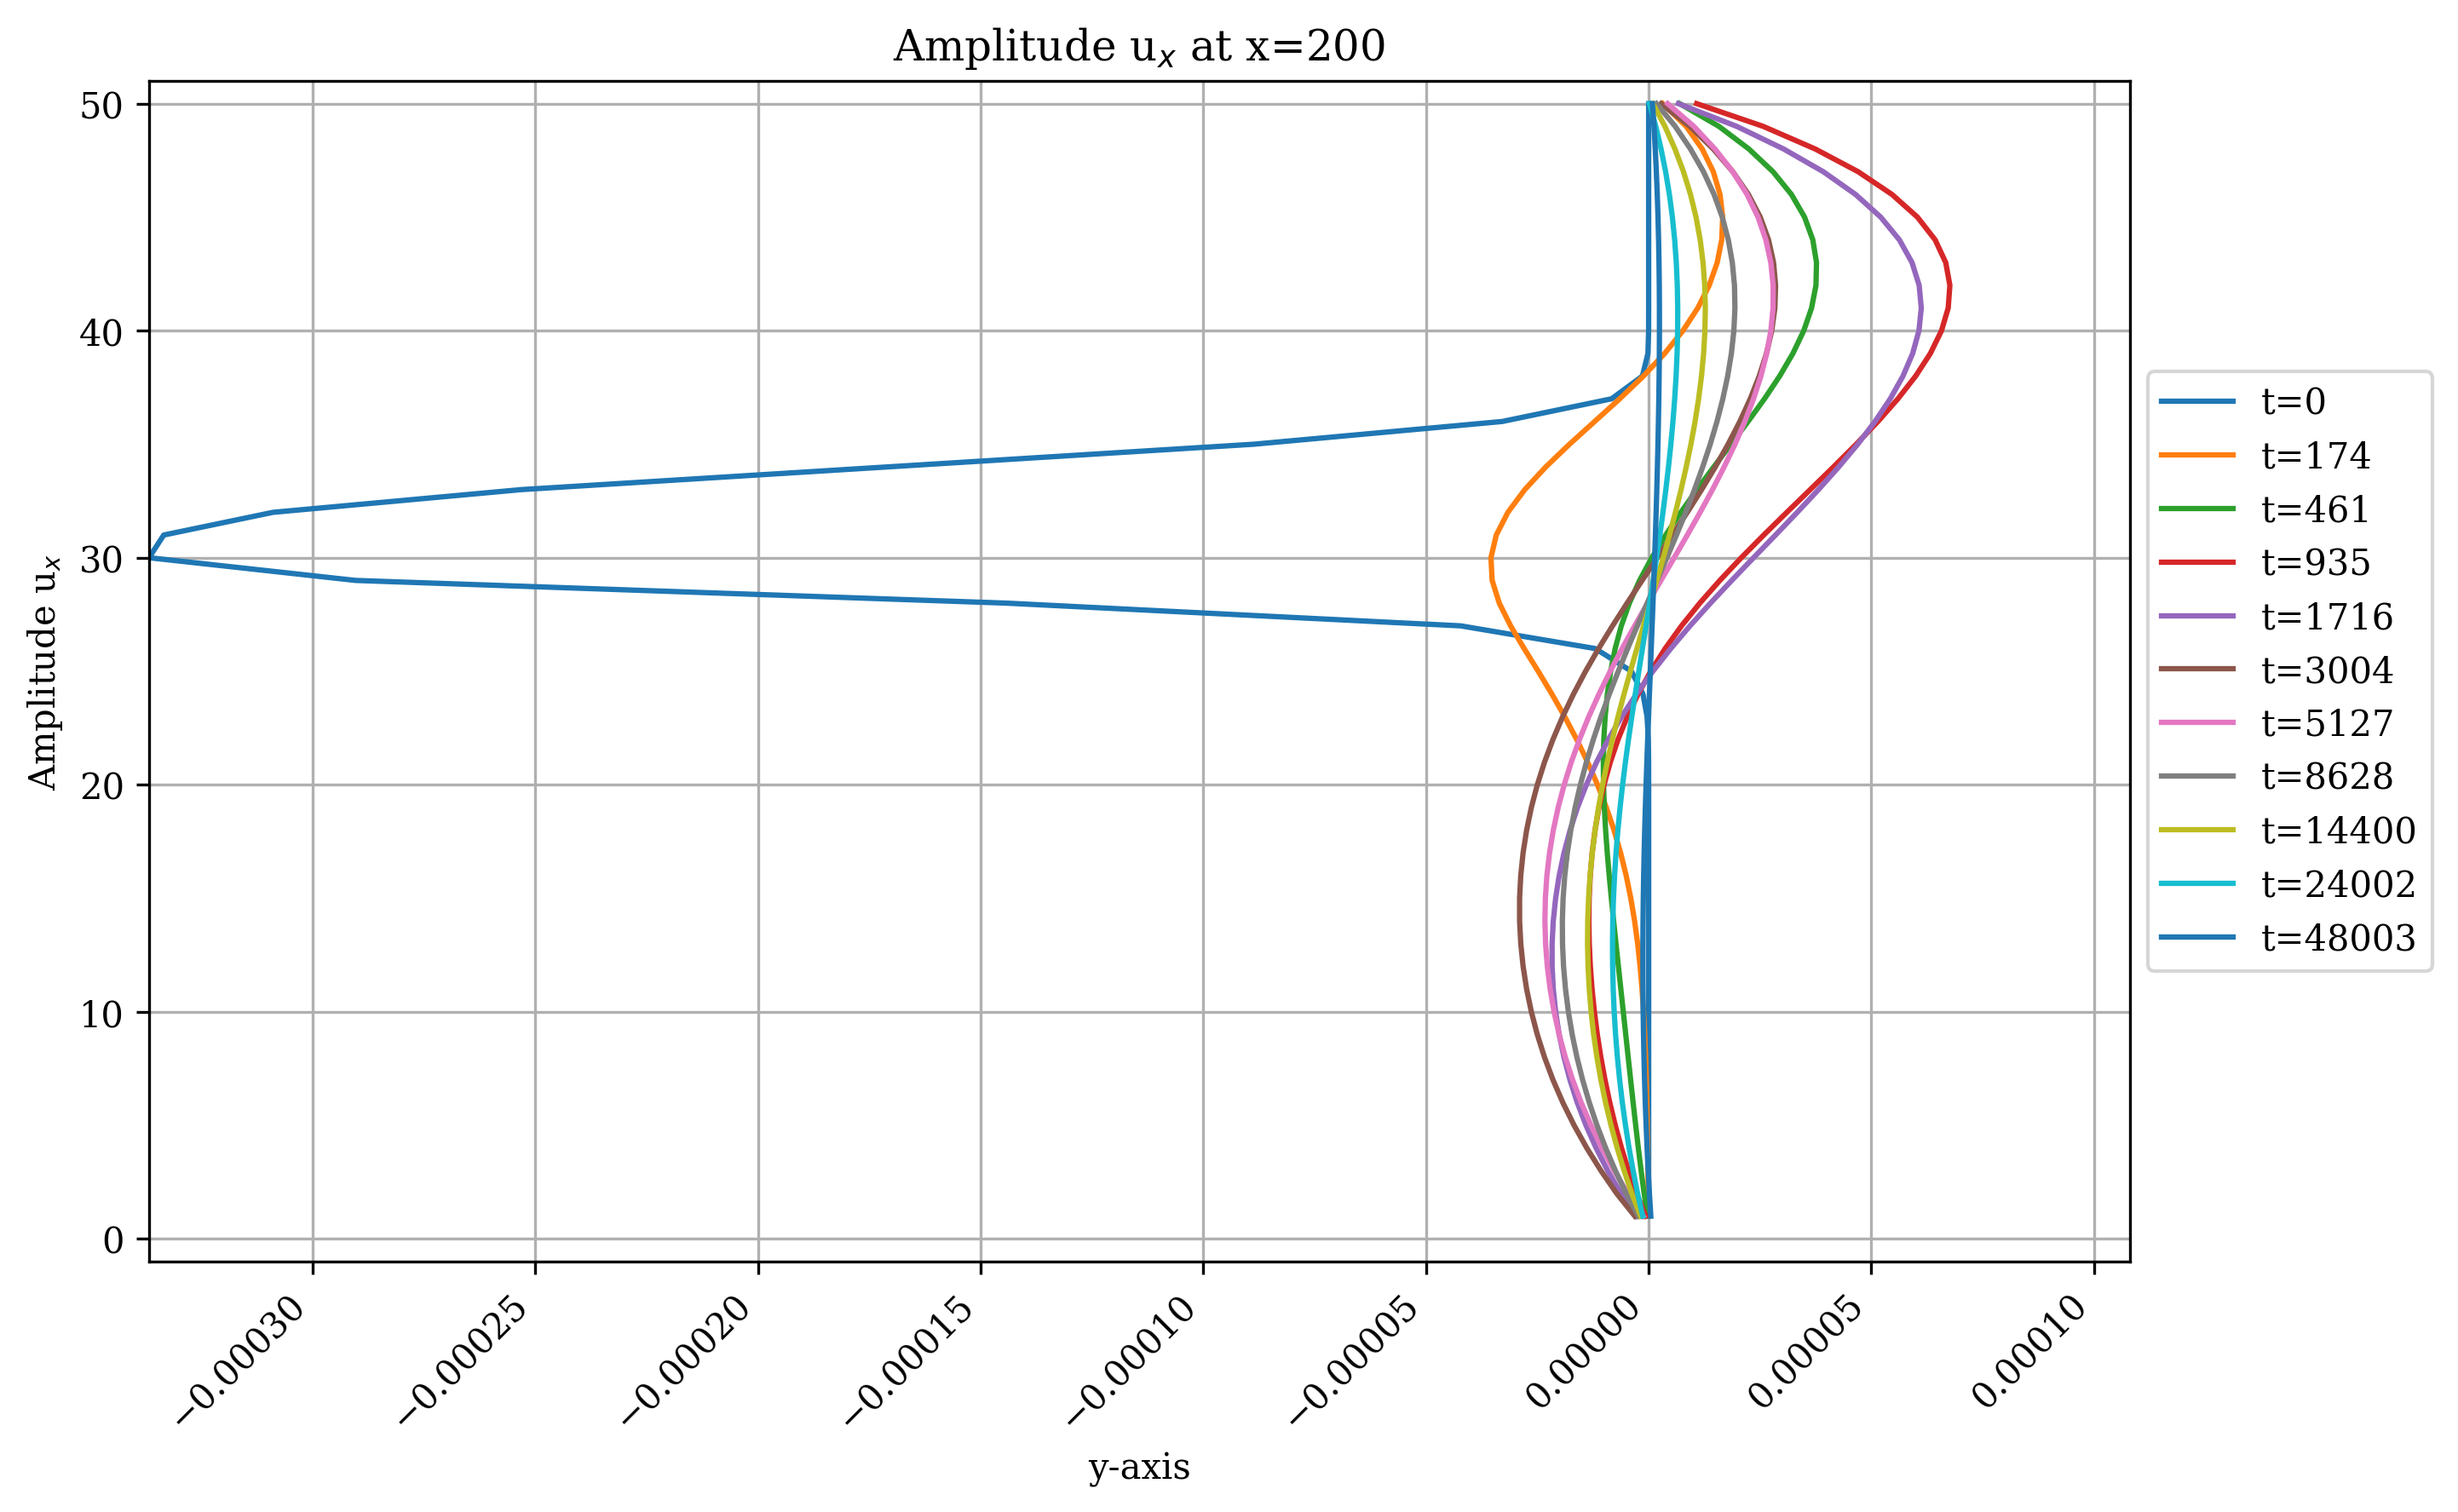 Amplitude uₓ at x=200
50
40
30
20
10
0
Amplitude uₓ
−0.00030
−0.00025
−0.00020
−0.00015
−0.00010
−0.00005
0.00000
0.00005
0.00010
y-axis
t=0
t=174
t=461
t=935
t=1716
t=3004
t=5127
t=8628
t=14400
t=24002
t=48003